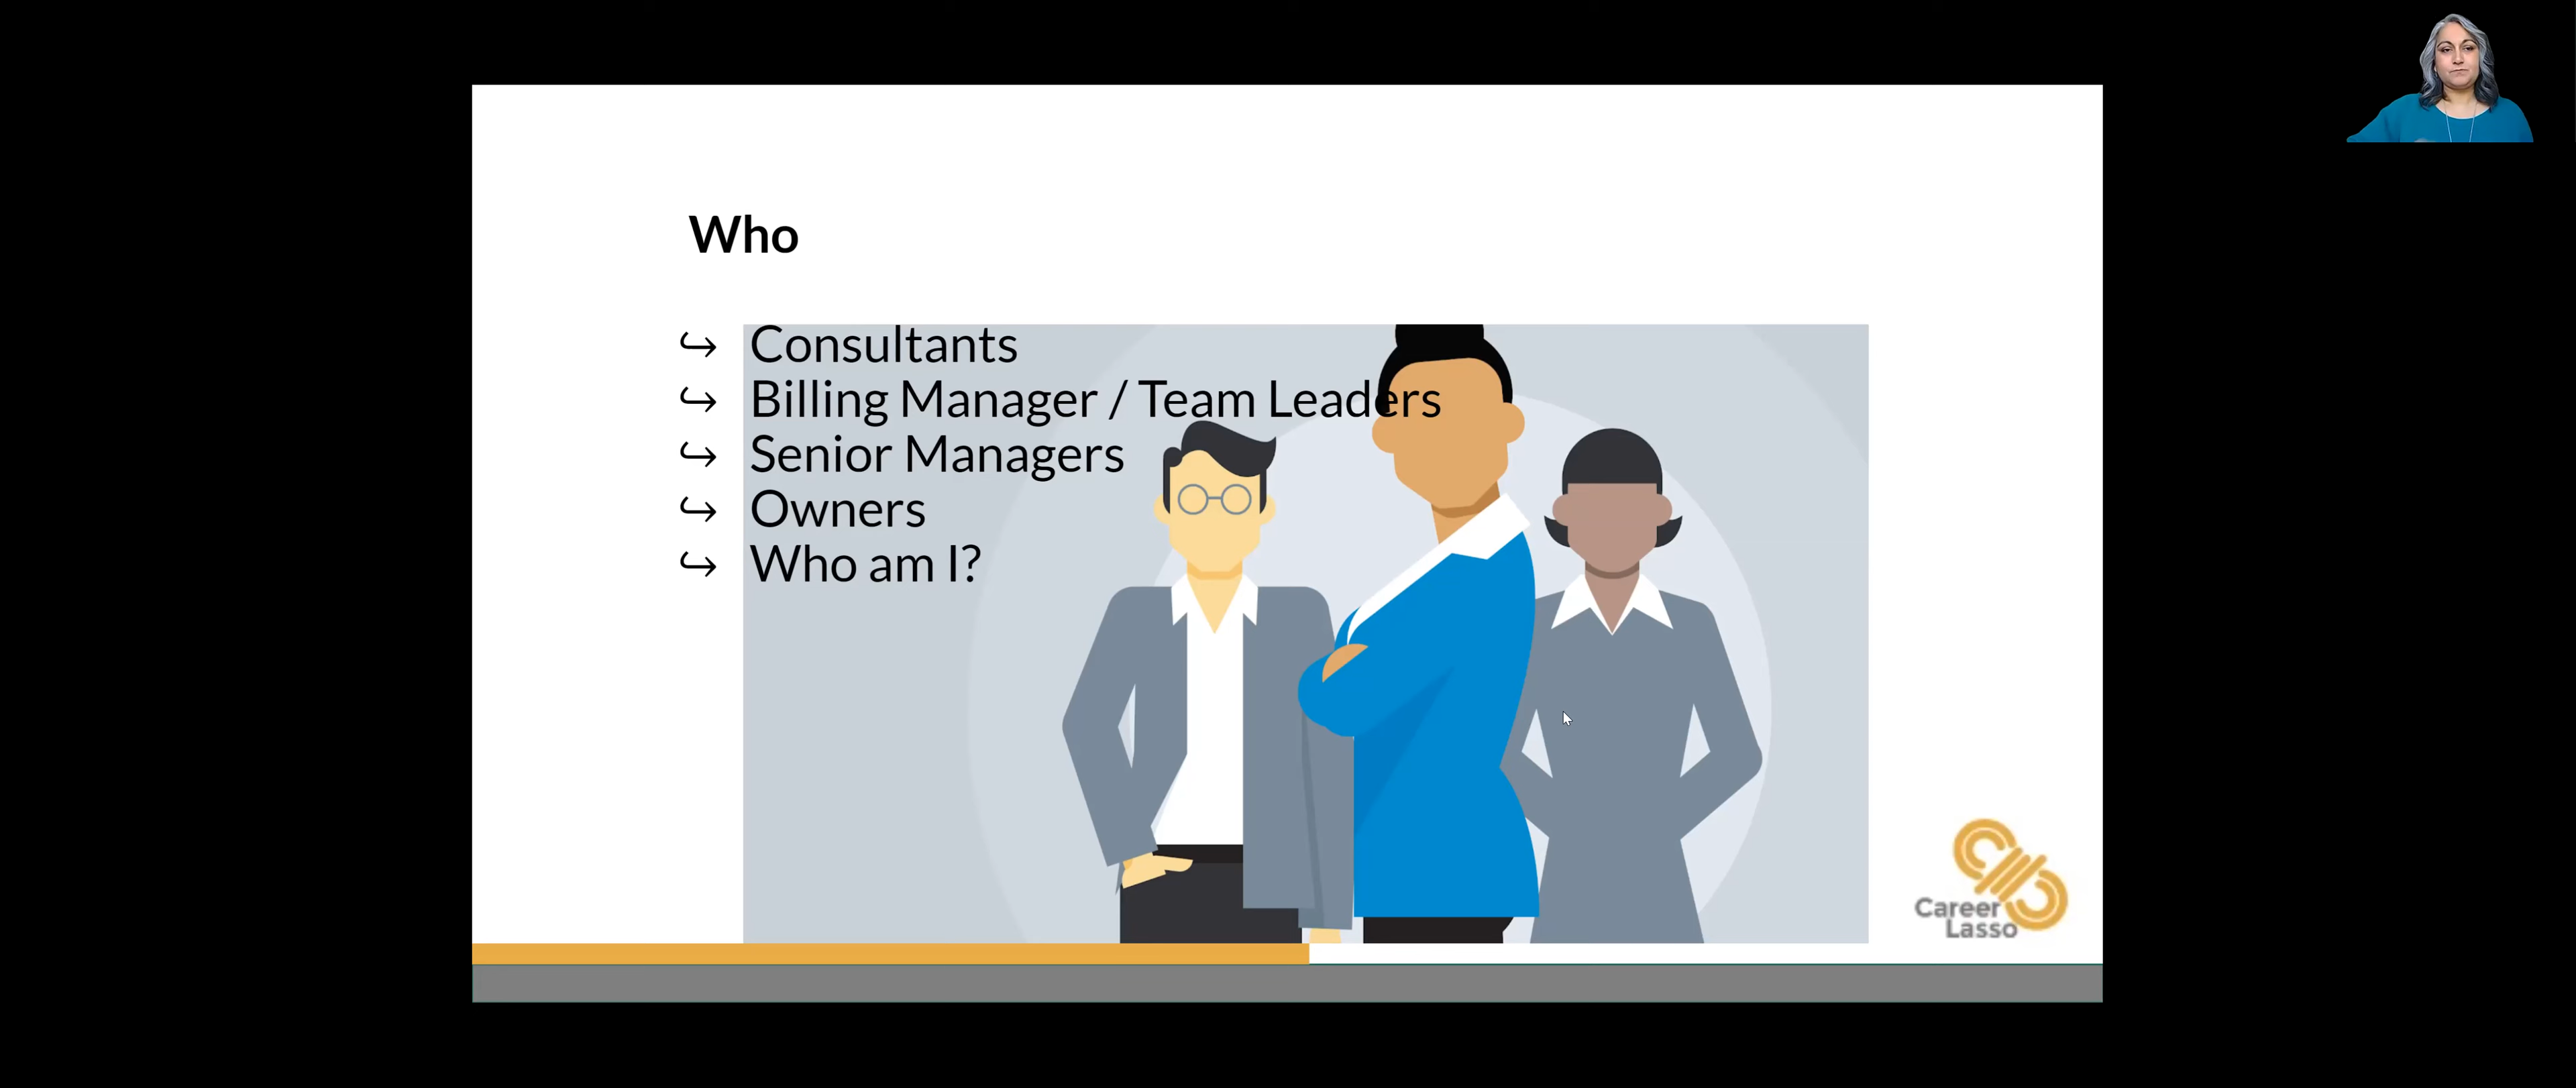 Who
↪ Consultants
↪ Billing Manager / Team Leaders
↪ Senior Managers
↪ Owners
↪ Who am I?
Career
Lasso